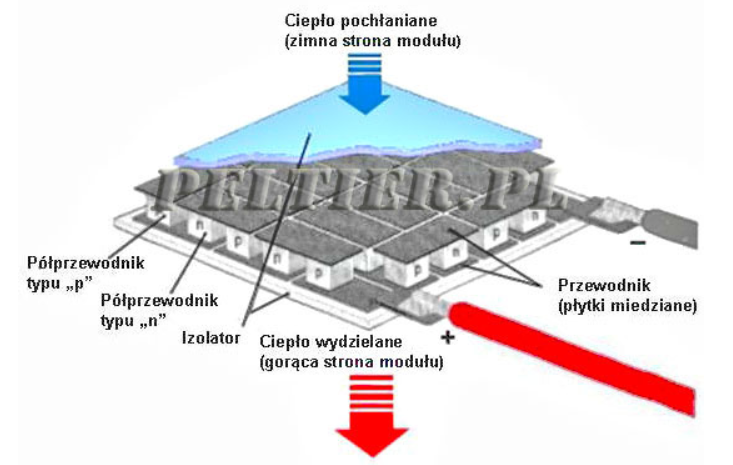 Ciepło pochłaniane
(zimna strona modułu)
PELTIER.PL
n
p
n
p
p
n
p
n
Półprzewodnik
typu „p”
Półprzewodnik
typu „n”
Izolator
Ciepło wydzielane
(gorąca strona modułu)
Przewodnik
(płytki miedziane)
–
+